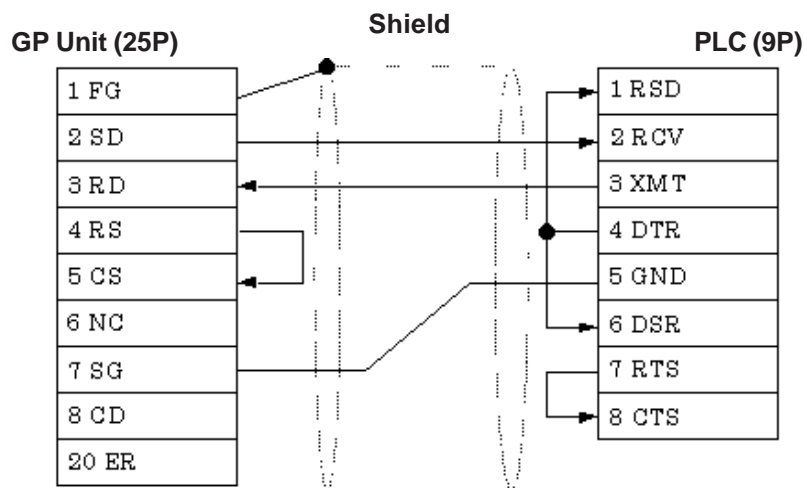 Shield
GP Unit (25P)
PLC (9P)
1 FG
2 SD
3 RD
4 RS
5 CS
6 NC
7 SG
8 CD
20 ER
1 RSD
2 RCV
3 XMT
4 DTR
5 GND
6 DSR
7 RTS
8 CTS